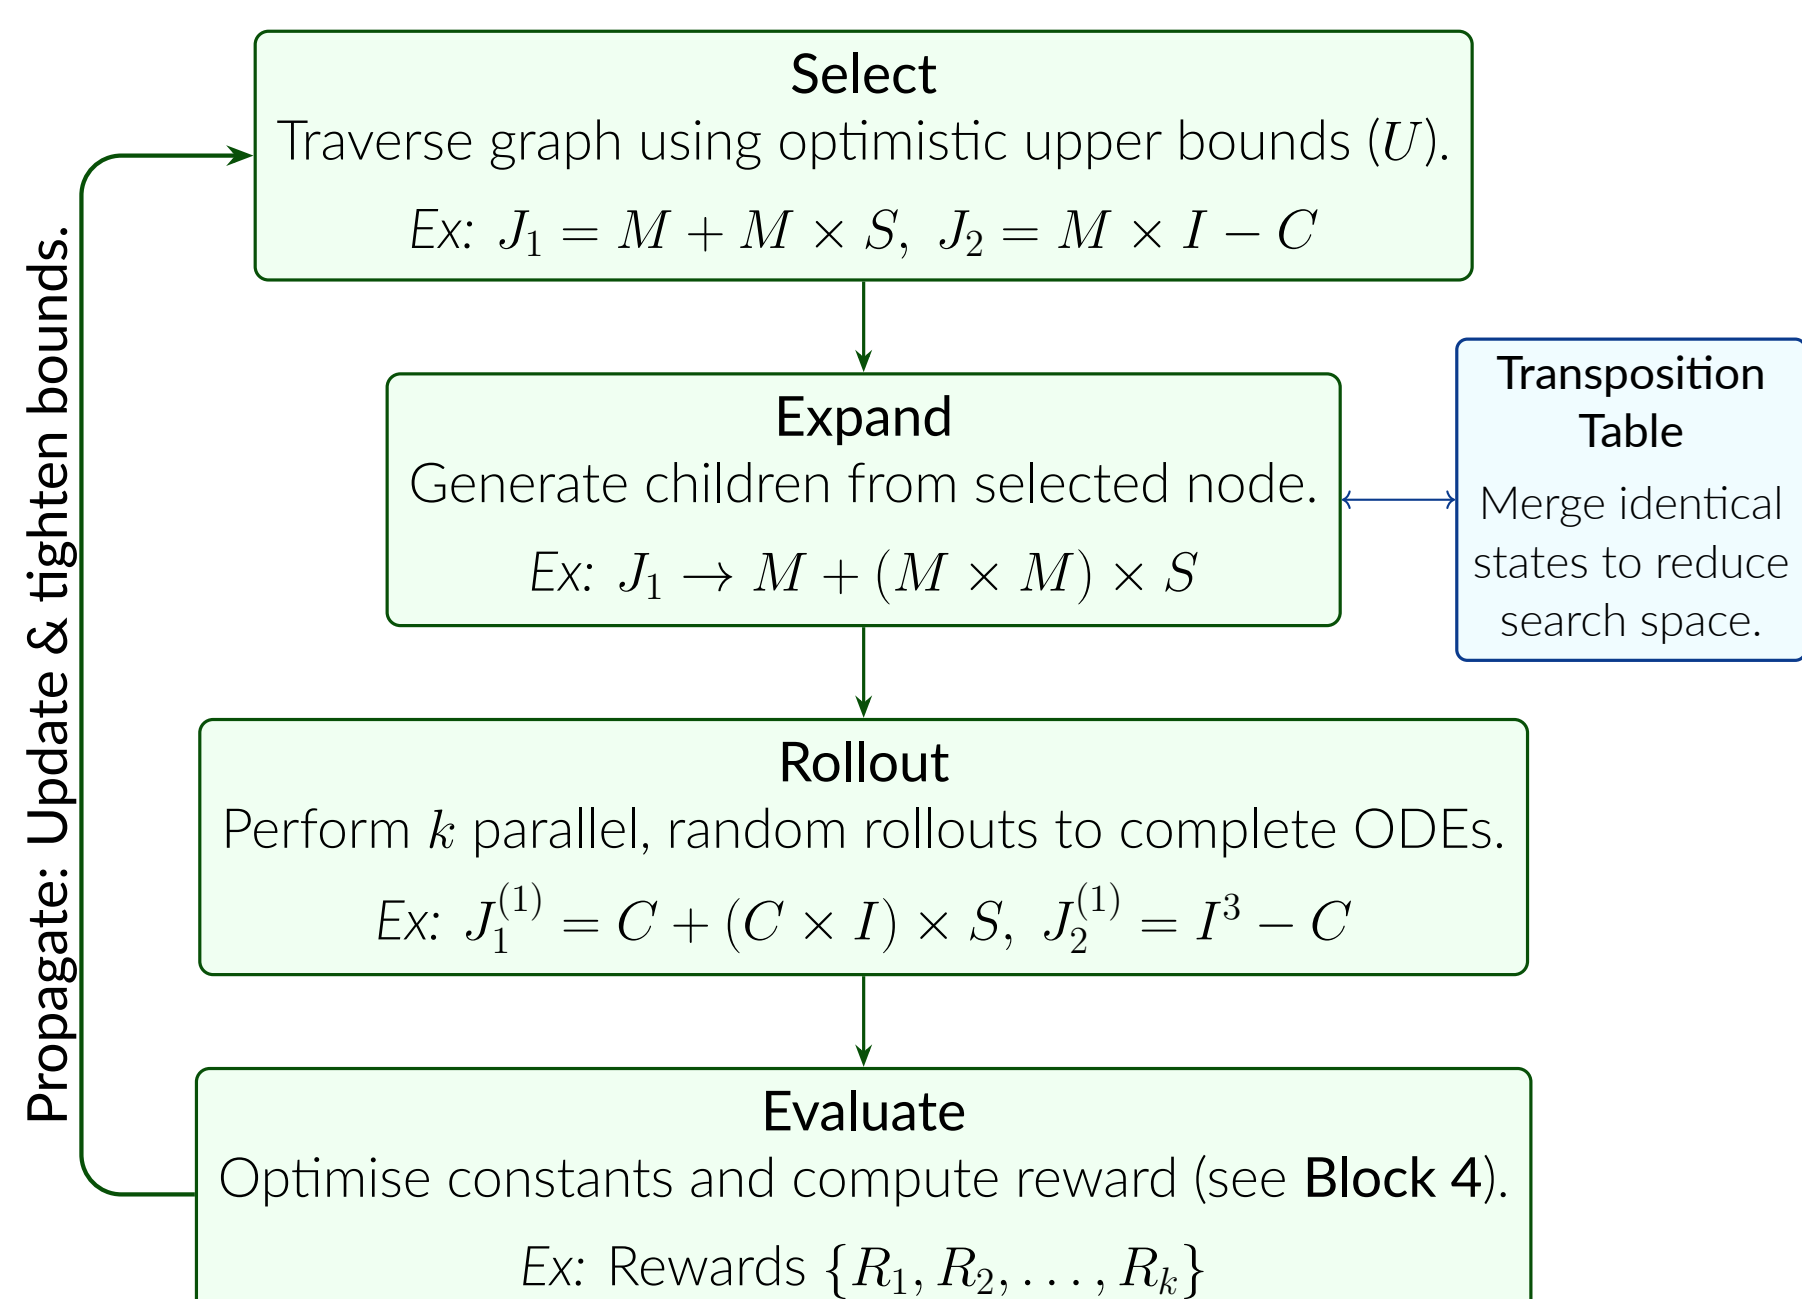 Select
Traverse graph using optimistic upper bounds (U).
Ex: J₁ = M + M × S, J₂ = M × I − C
Expand
Generate children from selected node.
Ex: J₁ → M + (M × M) × S
Transposition
Table
Merge identical
states to reduce
search space.
Rollout
Perform k parallel, random rollouts to complete ODEs.
Ex: J₁⁽¹⁾ = C + (C × I) × S, J₂⁽¹⁾ = I³ − C
Evaluate
Optimise constants and compute reward (see Block 4).
Ex: Rewards {R₁, R₂, . . . , Rₖ}
Propagate: Update & tighten bounds.